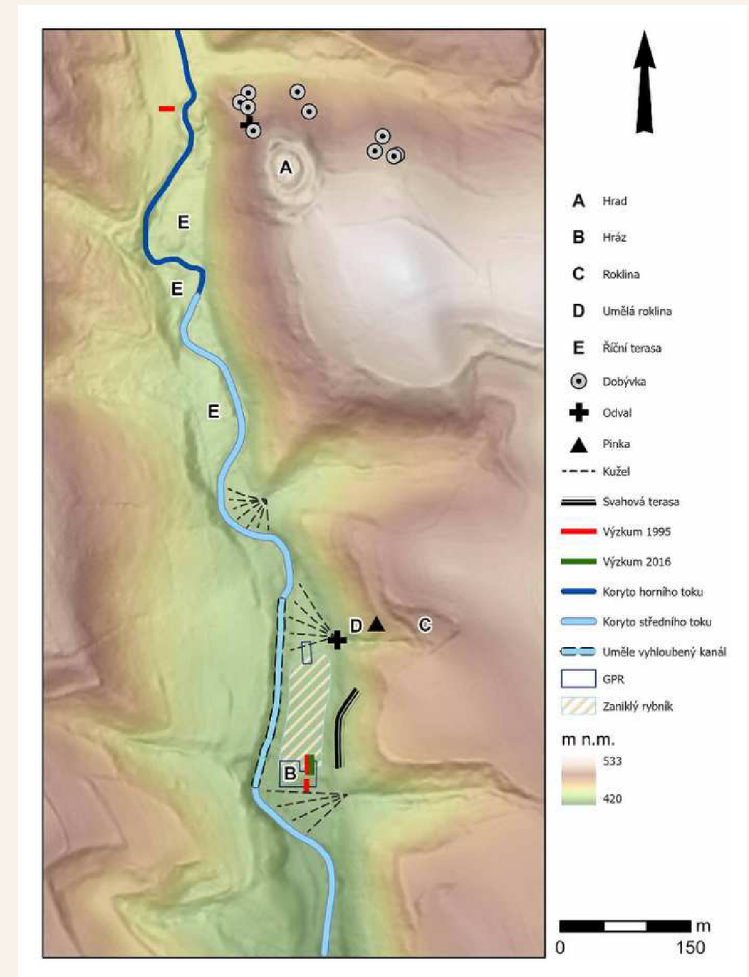 A
E
E
E
D
C
B
A Hrad
B Hráz
C Roklina
D Umělá roklina
E Říční terasa
Dobývka
Odval
Pinka
Kužel
Svahová terasa
Výzkum 1995
Výzkum 2016
Koryto horního toku
Koryto středního toku
Uměle vyhloubený kanál
GPR
Zaniklý rybník
m n.m.
533
420
m
0 150